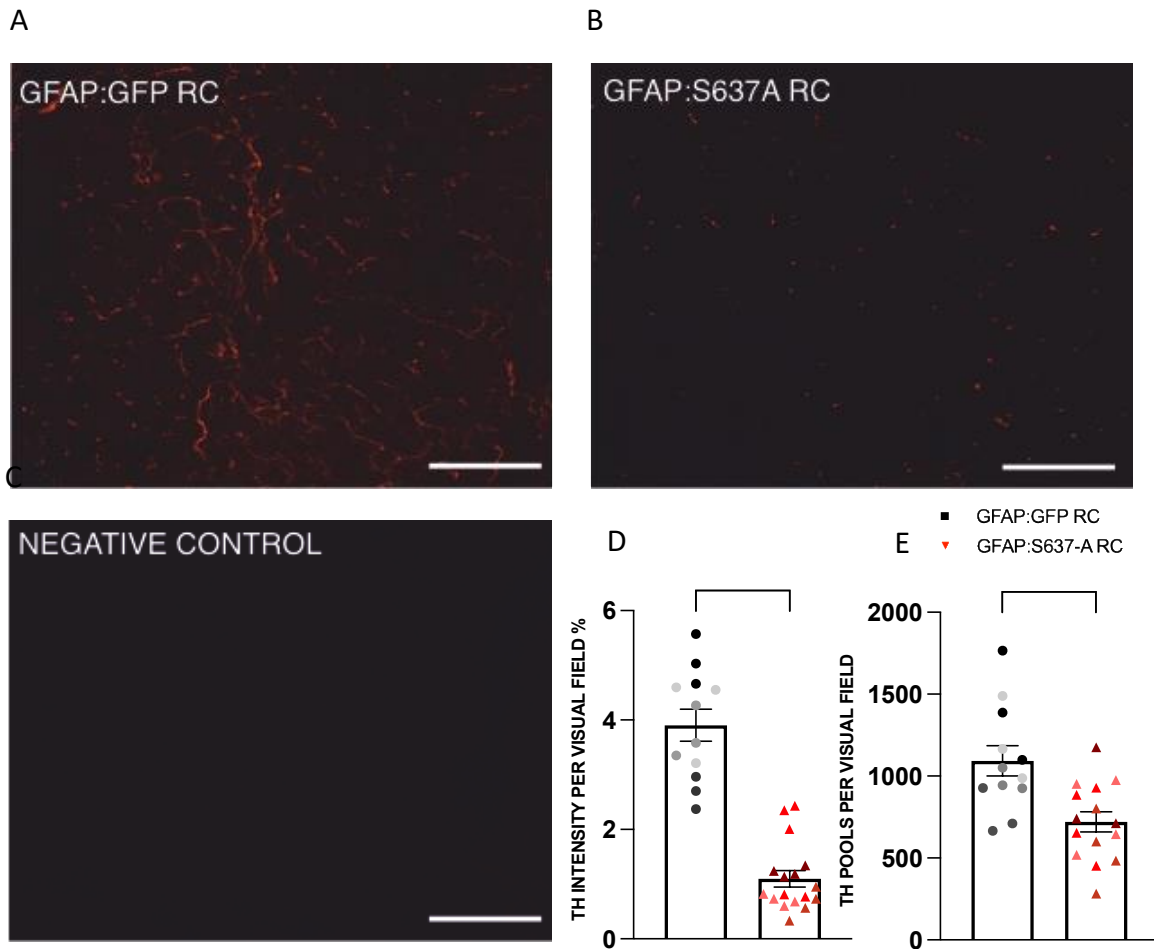 A
B
GFAP:GFP RC
GFAP:S637A RC
C
NEGATIVE CONTROL
GFAP:GFP RC
GFAP:S637-A RC
D
E
TH INTENSITY PER VISUAL FIELD %
6
4
2
0
TH POOLS PER VISUAL FIELD
2000
1500
1000
500
0